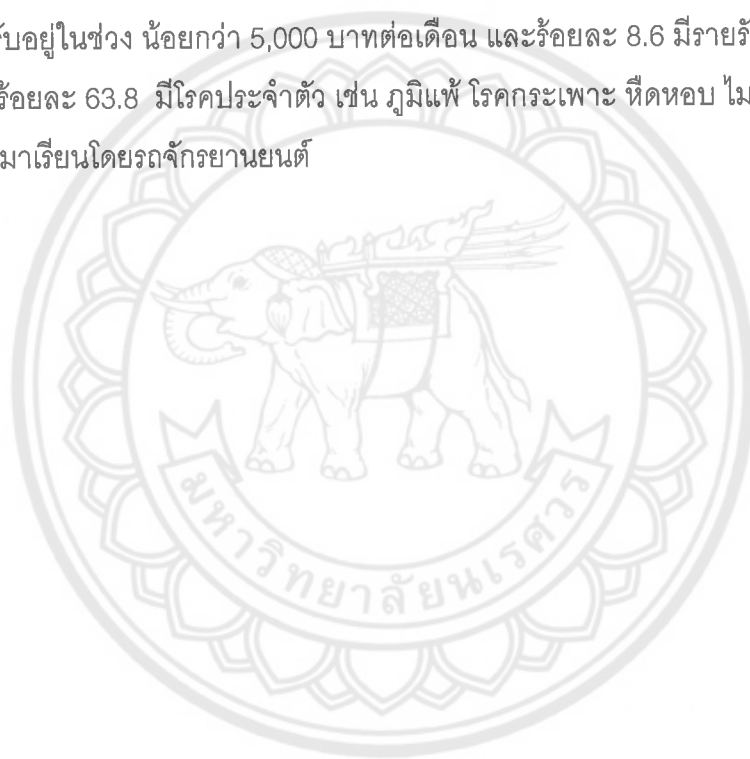 รับอยู่ในช่วง น้อยกว่า 5,000 บาทต่อเดือน และร้อยละ 8.6 มีรายรั
ร้อยละ 63.8 มีโรคประจำตัว เช่น ภูมิแพ้ โรคกระเพาะ หืดหอบ ไม
มาเรียนโดยรถจักรยานยนต์
มหาวิทยาลัยนเรศวร